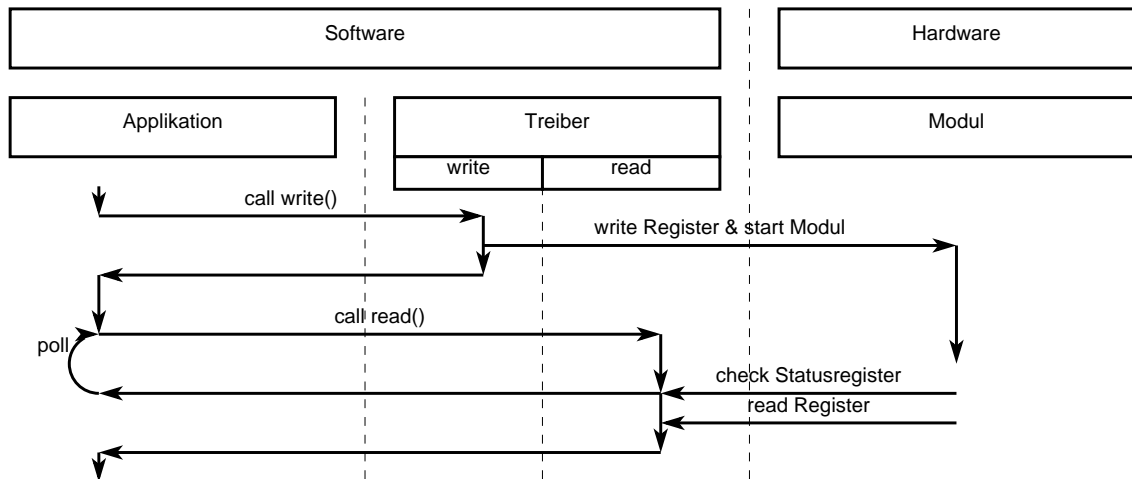 Software
Hardware
Applikation
Treiber
Modul
write
read
call write()
write Register & start Modul
call read()
poll
check Statusregister
read Register